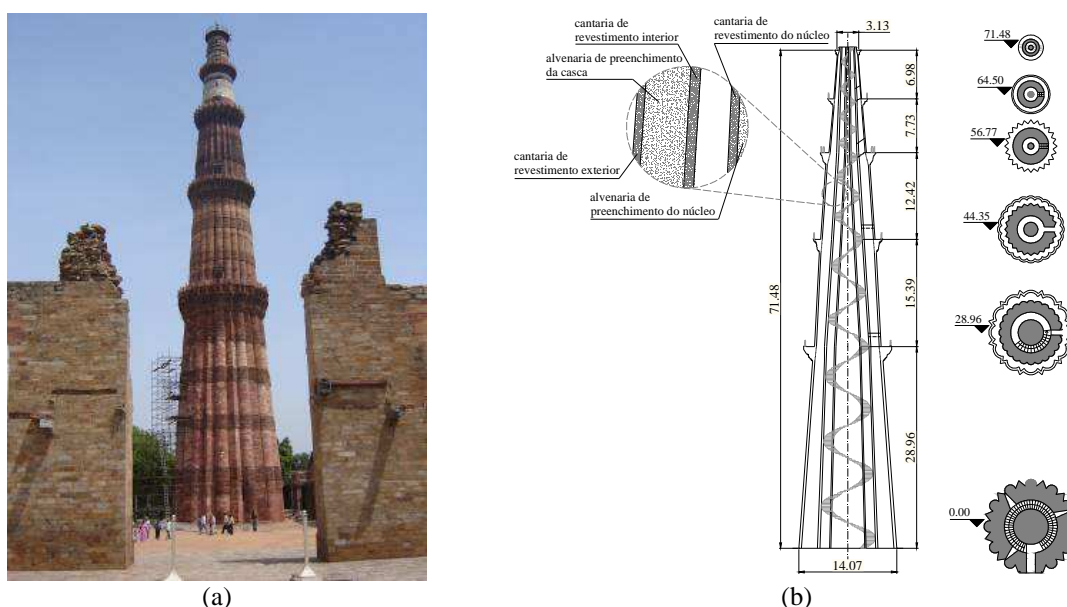 cantaria de
revestimento interior
alvenaria de preenchimento
da casca
cantaria de
revestimento do núcleo
cantaria de
revestimento exterior
alvenaria de
preenchimento do núcleo
3.13
6.98
7.73
12.42
15.39
28.96
71.48
14.07
71.48
64.50
56.77
44.35
28.96
0.00
(a)
(b)